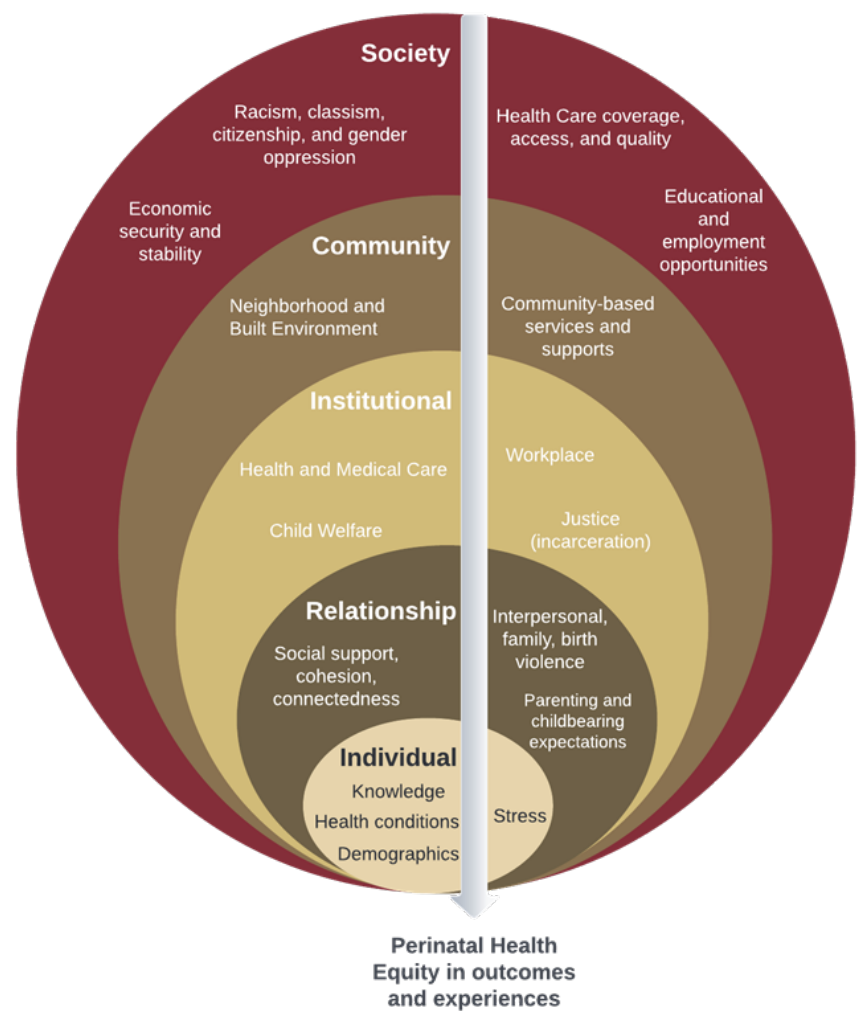 Society
Racism, classism,
citizenship, and gender
oppression
Health Care coverage,
access, and quality
Economic
security and
stability
Educational
and
employment
opportunities
Community
Neighborhood and
Built Environment
Community-based
services and
supports
Institutional
Health and Medical Care
Workplace
Child Welfare
Justice
(incarceration)
Relationship
Social support,
cohesion,
connectedness
Interpersonal,
family, birth
violence
Parenting and
childbearing
expectations
Individual
Knowledge
Health conditions
Demographics
Stress
Perinatal Health
Equity in outcomes
and experiences